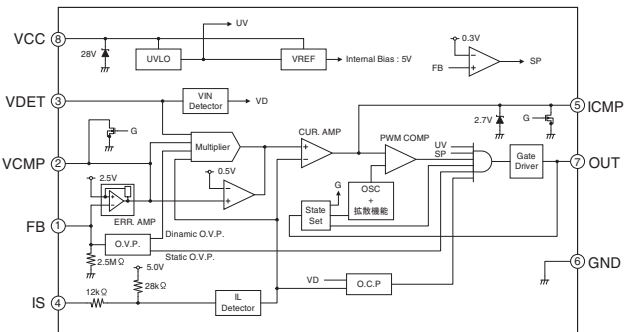 UV
VCC 8
28V
UVLO
VREF
Internal Bias : 5V
0.3V
FB
SP
VDET 3
VIN
Detector
VD
5 ICMP
2.7V
G
G
VCMP 2
Multiplier
CUR. AMP
PWM COMP
UV
SP
Gate
Driver
7 OUT
0.5V
2.5V
ERR. AMP
FB 1
G
State
Set
OSC
+
拡散機能
O.V.P.
Dinamic O.V.P.
Static O.V.P.
2.5MΩ
5.0V
28kΩ
6 GND
IS 4
12kΩ
IL
Detector
VD
O.C.P